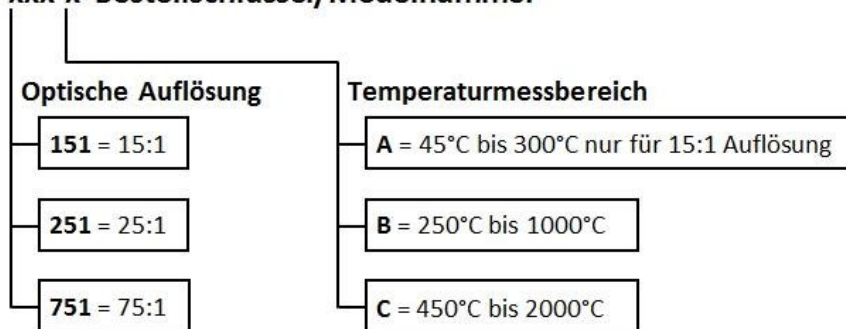 Optische Auflösung
151 = 15:1
251 = 25:1
751 = 75:1
Temperaturmessbereich
A = 45°C bis 300°C nur für 15:1 Auflösung
B = 250°C bis 1000°C
C = 450°C bis 2000°C